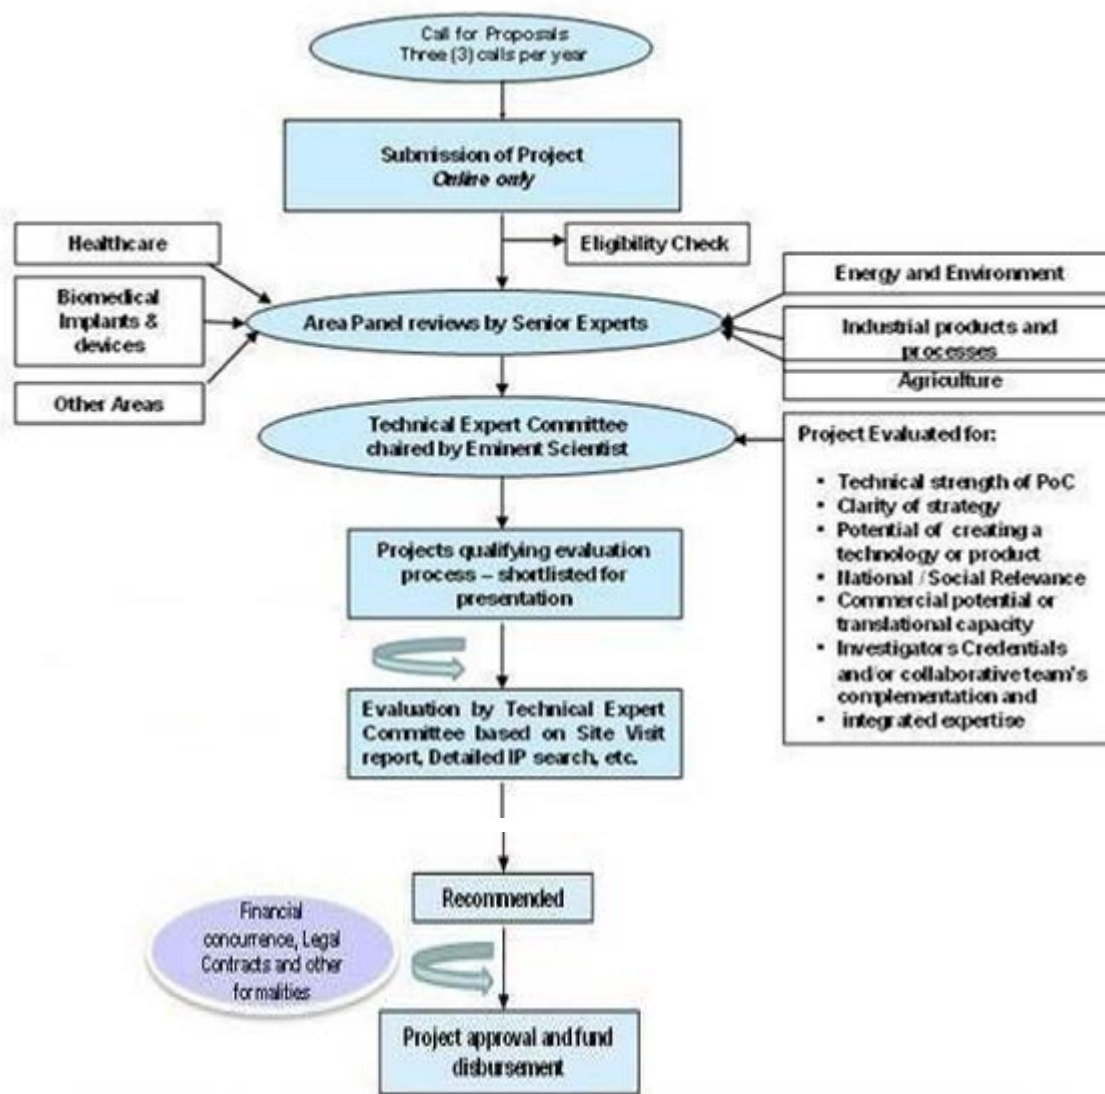 Call for Proposals
Three (3) calls per year
Submission of Project
Online only
Eligibility Check
Healthcare
Biomedical
Implants &
devices
Other Areas
Area Panel reviews by Senior Experts
Energy and Environment
Industrial products and
processes
Agriculture
Technical Expert Committee
chaired by Eminent Scientist
Project Evaluated for:
• Technical strength of PoC
• Clarity of strategy
• Potential of creating a
technology or product
• National / Social Relevance
• Commercial potential or
translational capacity
• Investigators Credentials
and/or collaborative team's
complementation and
• integrated expertise
Projects qualifying evaluation
process – shortlisted for
presentation
Evaluation by Technical Expert
Committee based on Site Visit
report, Detailed IP search, etc.
Recommended
Financial
concurrence, Legal
Contracts and other
formalities
Project approval and fund
disbursement